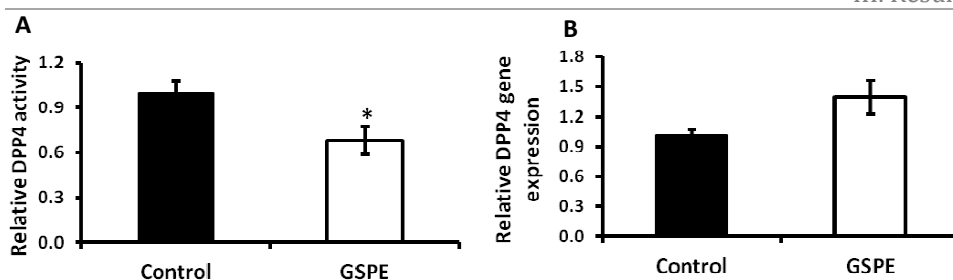 A
Relative DPP4 activity
1.2
0.9
0.6
0.3
0.0
*
Control
GSPE
B
Relative DPP4 gene
expression
1.8
1.5
1.2
0.9
0.6
0.3
0.0
Control
GSPE